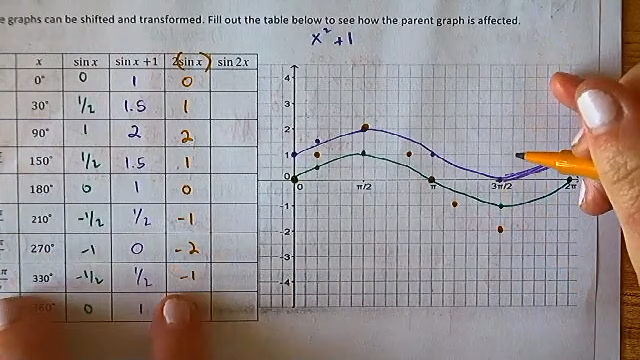 e graphs can be shifted and transformed. Fill out the table below to see how the parent graph is affected.
x² + 1
x sin x sin x + 1 2(sin x) sin 2x
0° 0 1 0
30° 1/2 1.5 1
90° 1 2 2
150° 1/2 1.5 1
180° 0 1 0
210° -1/2 1/2 -1
270° -1 0 -2
330° -1/2 1/2 -1
360° 0 1
4
3
2
1
0 0 π/2 π 3π/2 2π
-1
-2
-3
-4